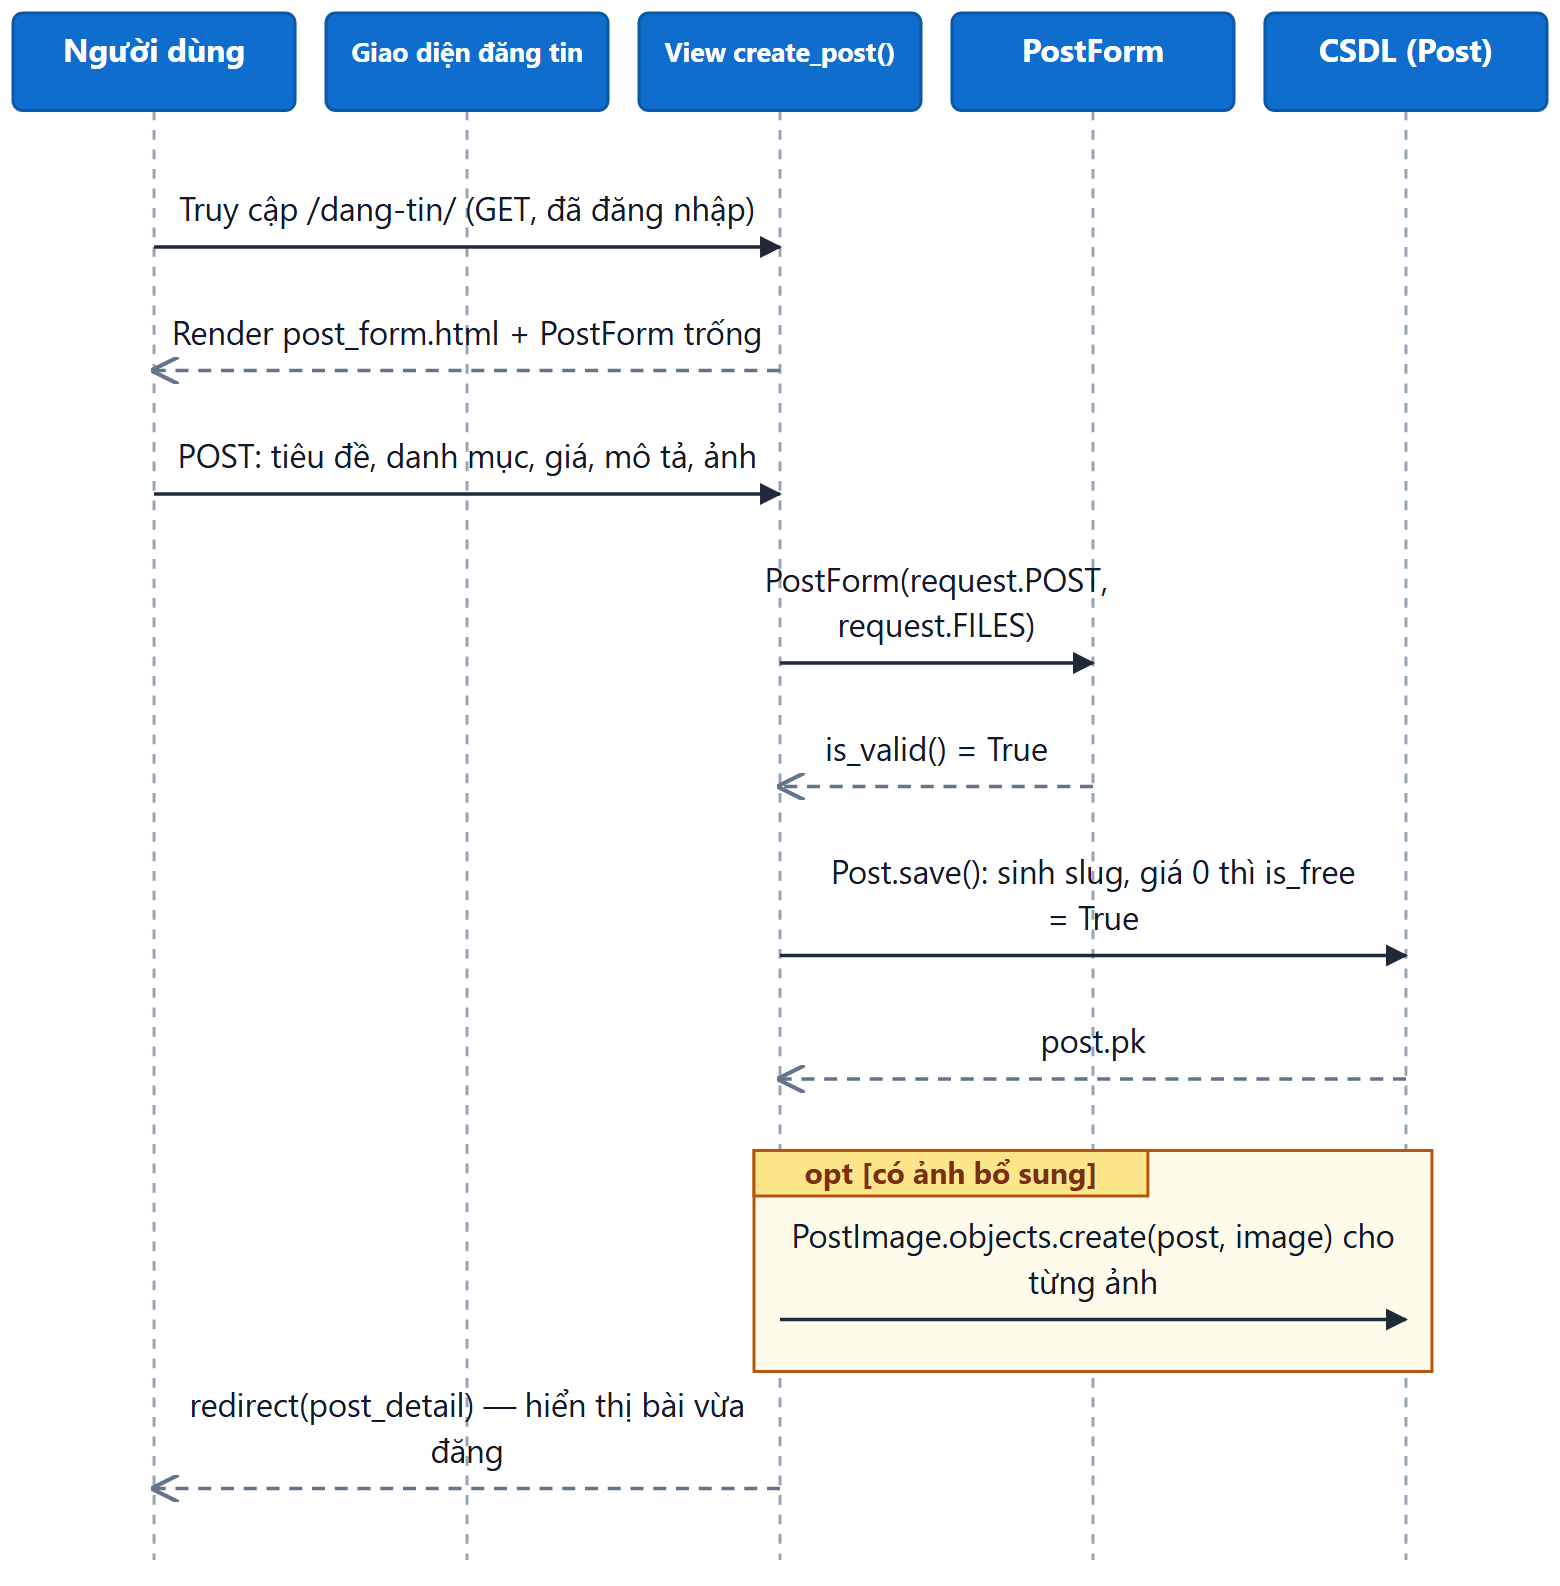 Người dùng
Giao diện đăng tin
View create_post()
PostForm
CSDL (Post)
Truy cập /dang-tin/ (GET, đã đăng nhập)
Render post_form.html + PostForm trống
POST: tiêu đề, danh mục, giá, mô tả, ảnh
PostForm(request.POST,
request.FILES)
is_valid() = True
Post.save(): sinh slug, giá 0 thì is_free
= True
post.pk
opt [có ảnh bổ sung]
PostImage.objects.create(post, image) cho
từng ảnh
redirect(post_detail) — hiển thị bài vừa
đăng